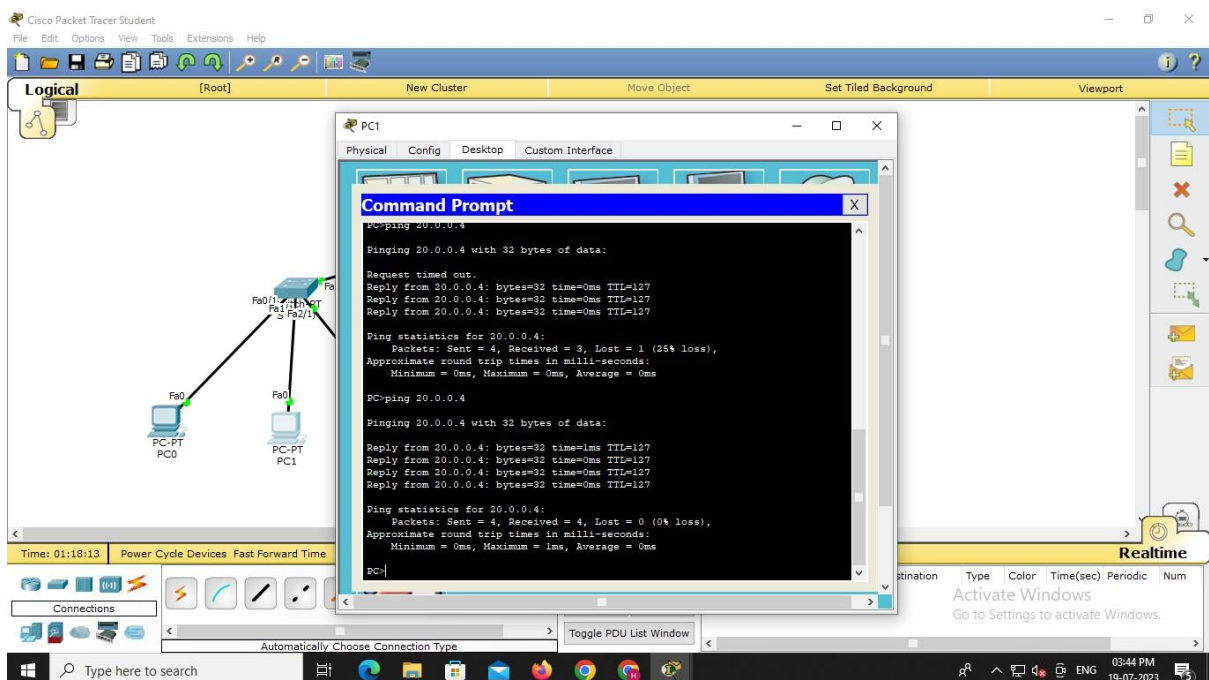 Cisco Packet Tracer Student
File Edit Options View Tools Extensions Help
Logical [Root] New Cluster Move Object Set Tiled Background Viewport
PC1
Physical Config Desktop Custom Interface
Command Prompt X
PC>ping 20.0.0.4
Pinging 20.0.0.4 with 32 bytes of data:
Request timed out.
Reply from 20.0.0.4: bytes=32 time=0ms TTL=127
Reply from 20.0.0.4: bytes=32 time=0ms TTL=127
Reply from 20.0.0.4: bytes=32 time=0ms TTL=127
Ping statistics for 20.0.0.4:
Packets: Sent = 4, Received = 3, Lost = 1 (25% loss),
Approximate round trip times in milli-seconds:
Minimum = 0ms, Maximum = 0ms, Average = 0ms
PC>ping 20.0.0.4
Pinging 20.0.0.4 with 32 bytes of data:
Reply from 20.0.0.4: bytes=32 time=1ms TTL=127
Reply from 20.0.0.4: bytes=32 time=0ms TTL=127
Reply from 20.0.0.4: bytes=32 time=0ms TTL=127
Reply from 20.0.0.4: bytes=32 time=0ms TTL=127
Ping statistics for 20.0.0.4:
Packets: Sent = 4, Received = 4, Lost = 0 (0% loss),
Approximate round trip times in milli-seconds:
Minimum = 0ms, Maximum = 1ms, Average = 0ms
PC>
Fa
Fa0/1
Fa2/1
Fa0 Fa0
PC-PT
PC0
PC-PT
PC1
Time: 01:18:13 Power Cycle Devices Fast Forward Time Realtime
Connections
Automatically Choose Connection Type
Toggle PDU List Window
Type Color Time(sec) Periodic Num
Activate Windows
Go to Settings to activate Windows.
Type here to search
ENG 03:44 PM
19-07-2023